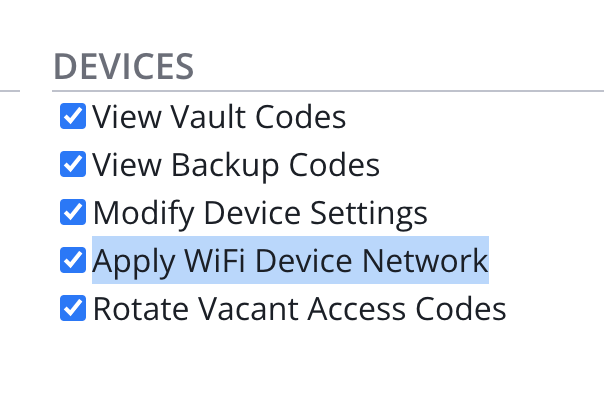 DEVICES
View Vault Codes
View Backup Codes
Modify Device Settings
Apply WiFi Device Network
Rotate Vacant Access Codes